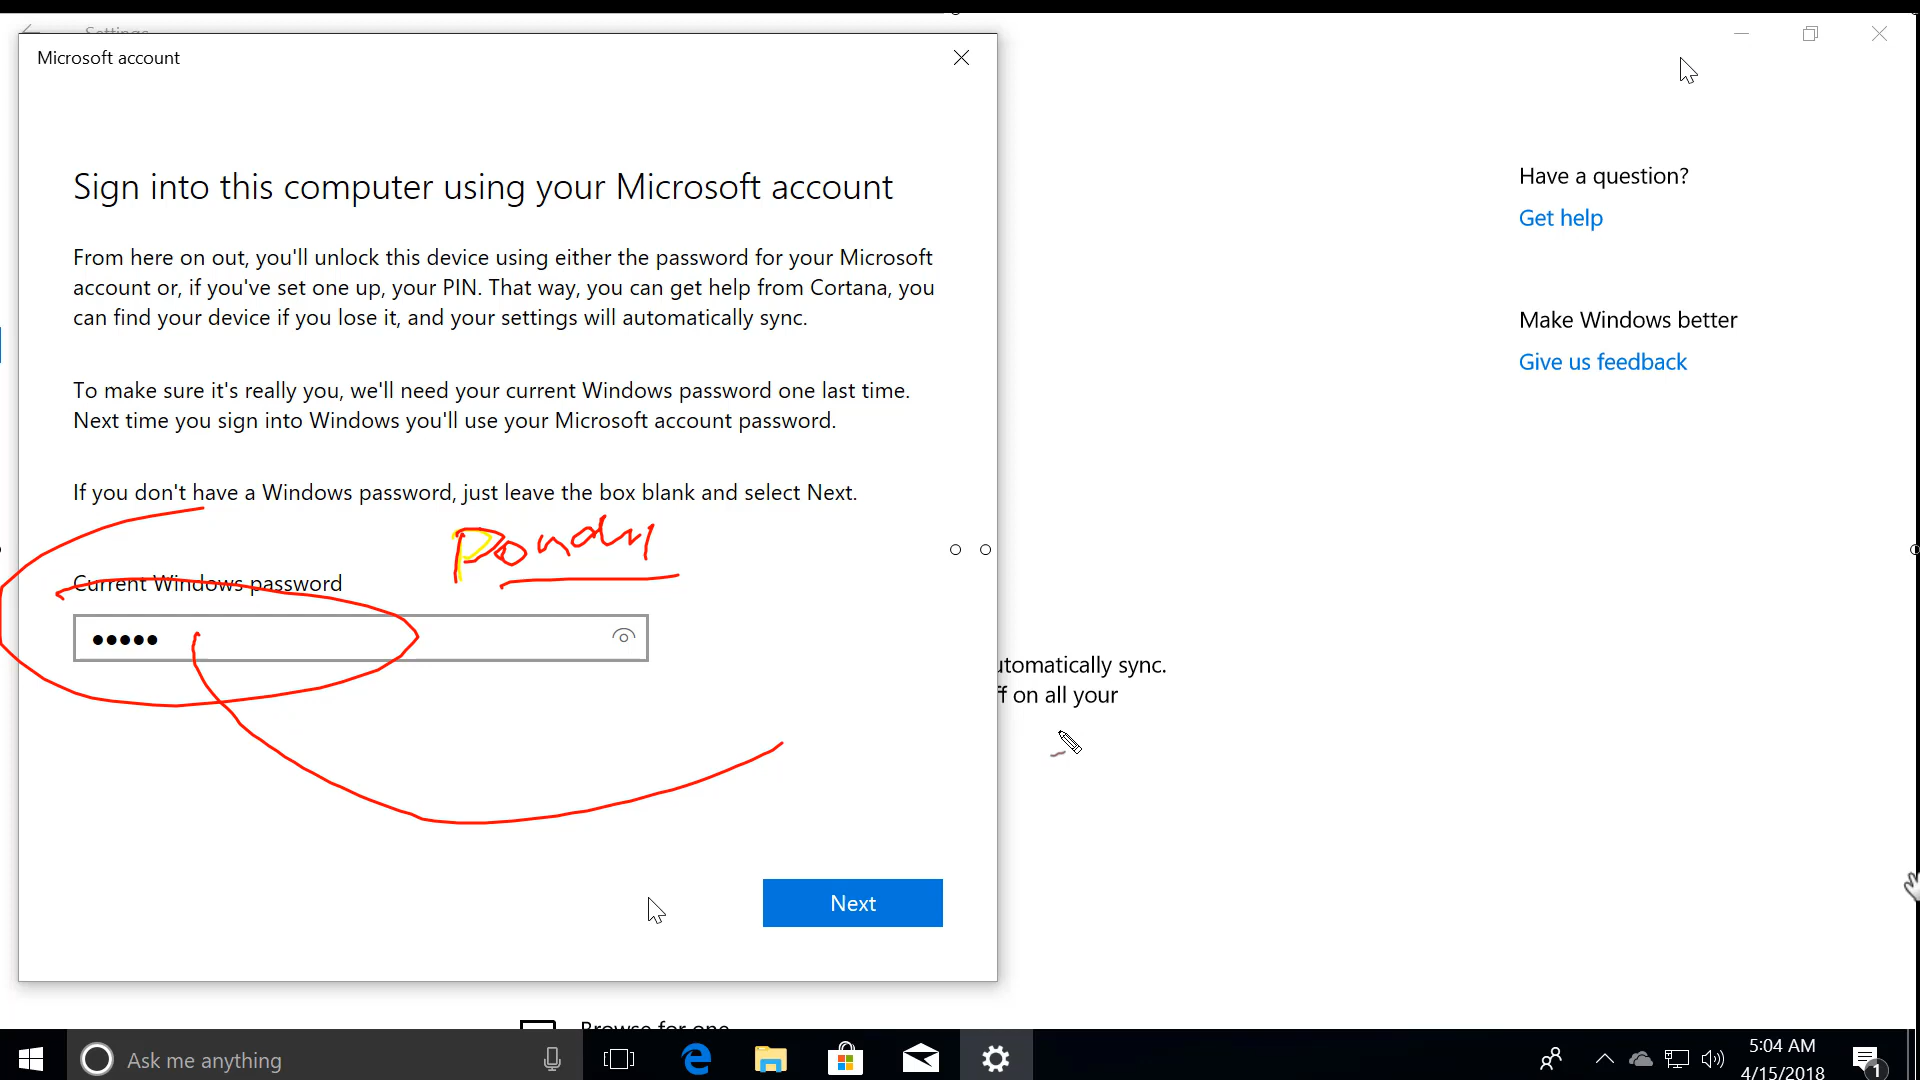 Settings
Microsoft account
Sign into this computer using your Microsoft account
From here on out, you'll unlock this device using either the password for your Microsoft
account or, if you've set one up, your PIN. That way, you can get help from Cortana, you
can find your device if you lose it, and your settings will automatically sync.
To make sure it's really you, we'll need your current Windows password one last time.
Next time you sign into Windows you'll use your Microsoft account password.
If you don't have a Windows password, just leave the box blank and select Next.
Current Windows password
Next
Have a question?
Get help
Make Windows better
Give us feedback
utomatically sync.
ff on all your
Browse for one
Ask me anything
5:04 AM
4/15/2018
1